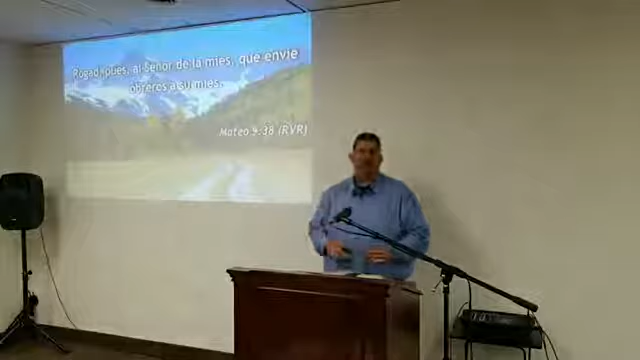 Rogad, pues, al Señor de la mies, que envíe
obreros a su mies.
Mateo 9:38 (RVR)